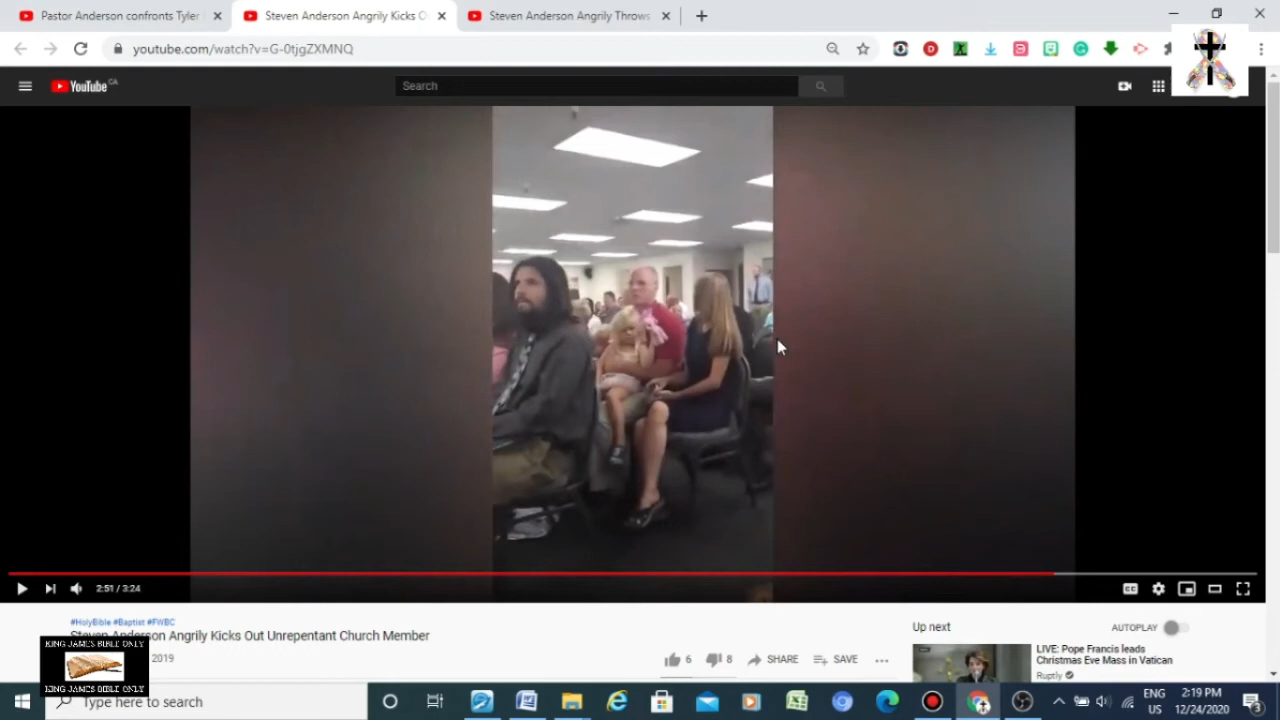 Pastor Anderson confronts Tyler
Steven Anderson Angrily Kicks O
Steven Anderson Angrily Throws
youtube.com/watch?v=G-0tjgZXMNQ
YouTube CA
Search
2:51 / 3:24
#HolyBible #Baptist #FWBC
Steven Anderson Angrily Kicks Out Unrepentant Church Member
2019
6
8
SHARE
SAVE
Up next
AUTOPLAY
LIVE: Pope Francis leads
Christmas Eve Mass in Vatican
Ruptly
KING JAMES BIBLE ONLY
KING JAMES BIBLE ONLY
Type here to search
ENG
US
2:19 PM
12/24/2020
3